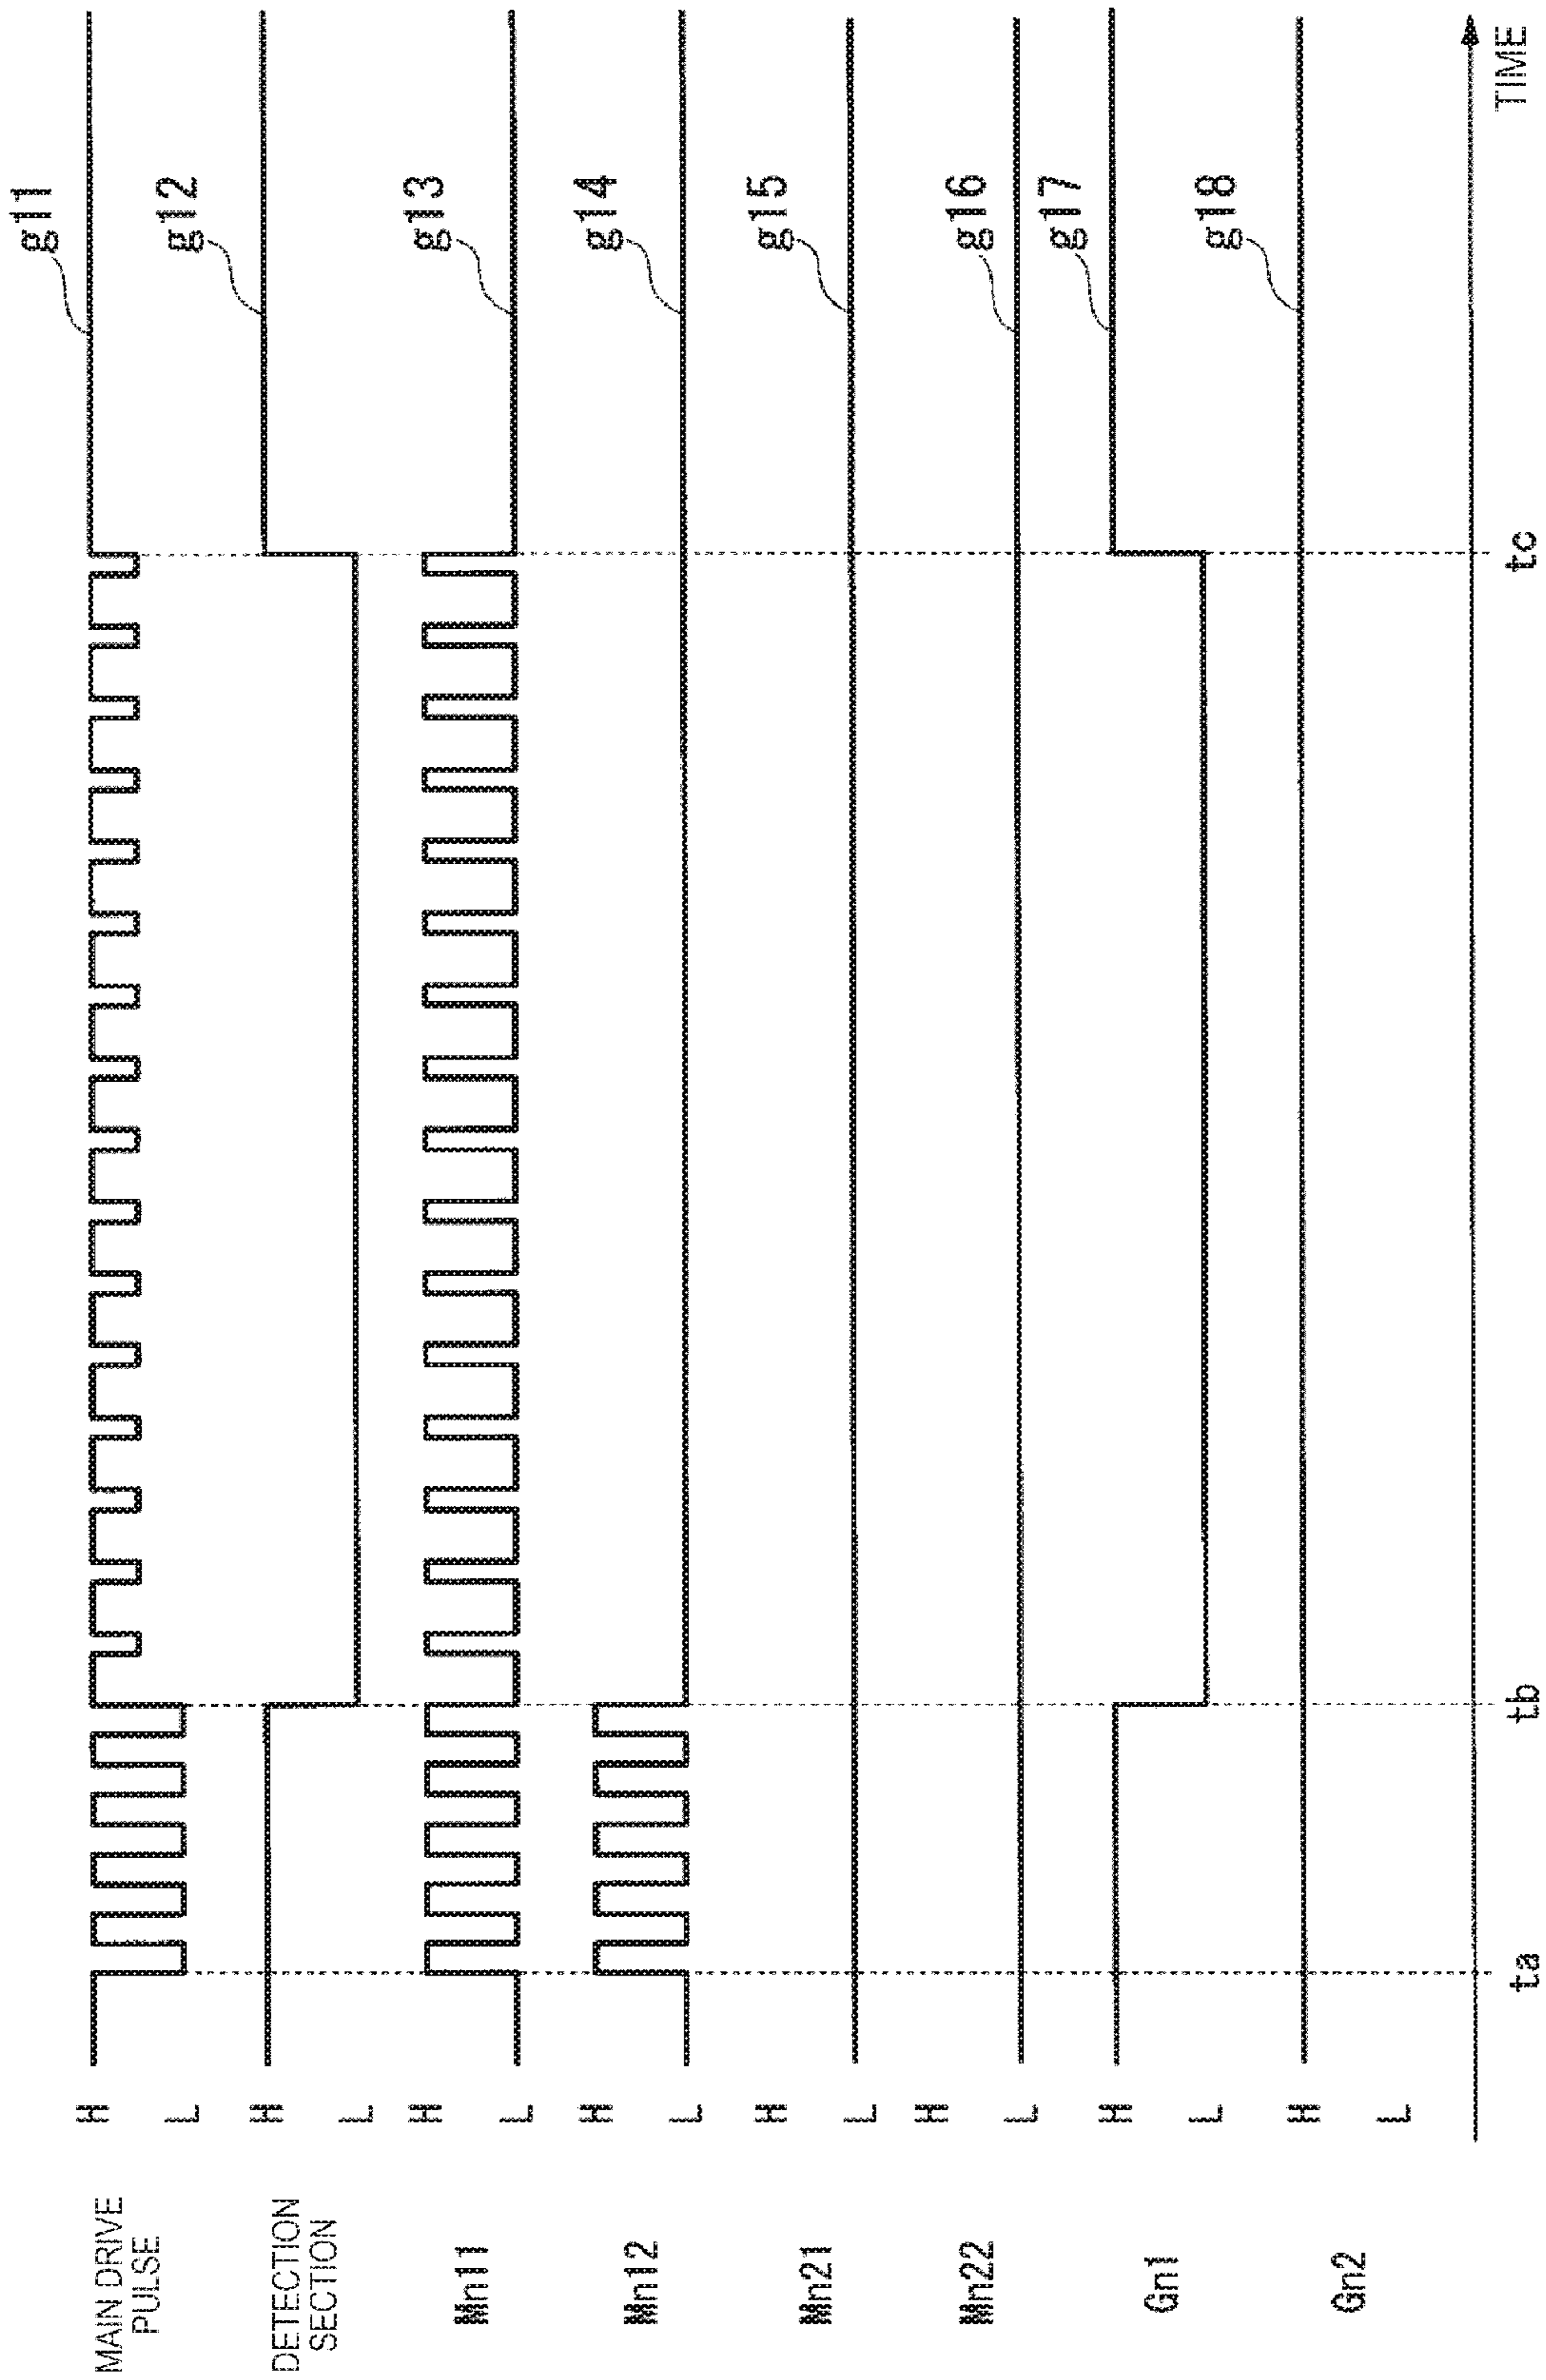 MAIN DRIVE
PULSE
H
L
g11
DETECTION
SECTION
H
L
g12
Mn11
H
L
g13
Mn12
H
L
g14
Mn21
H
L
g15
Mn22
H
L
g16
Gn1
H
L
g17
Gn2
H
L
g18
ta
tb
tc
TIME